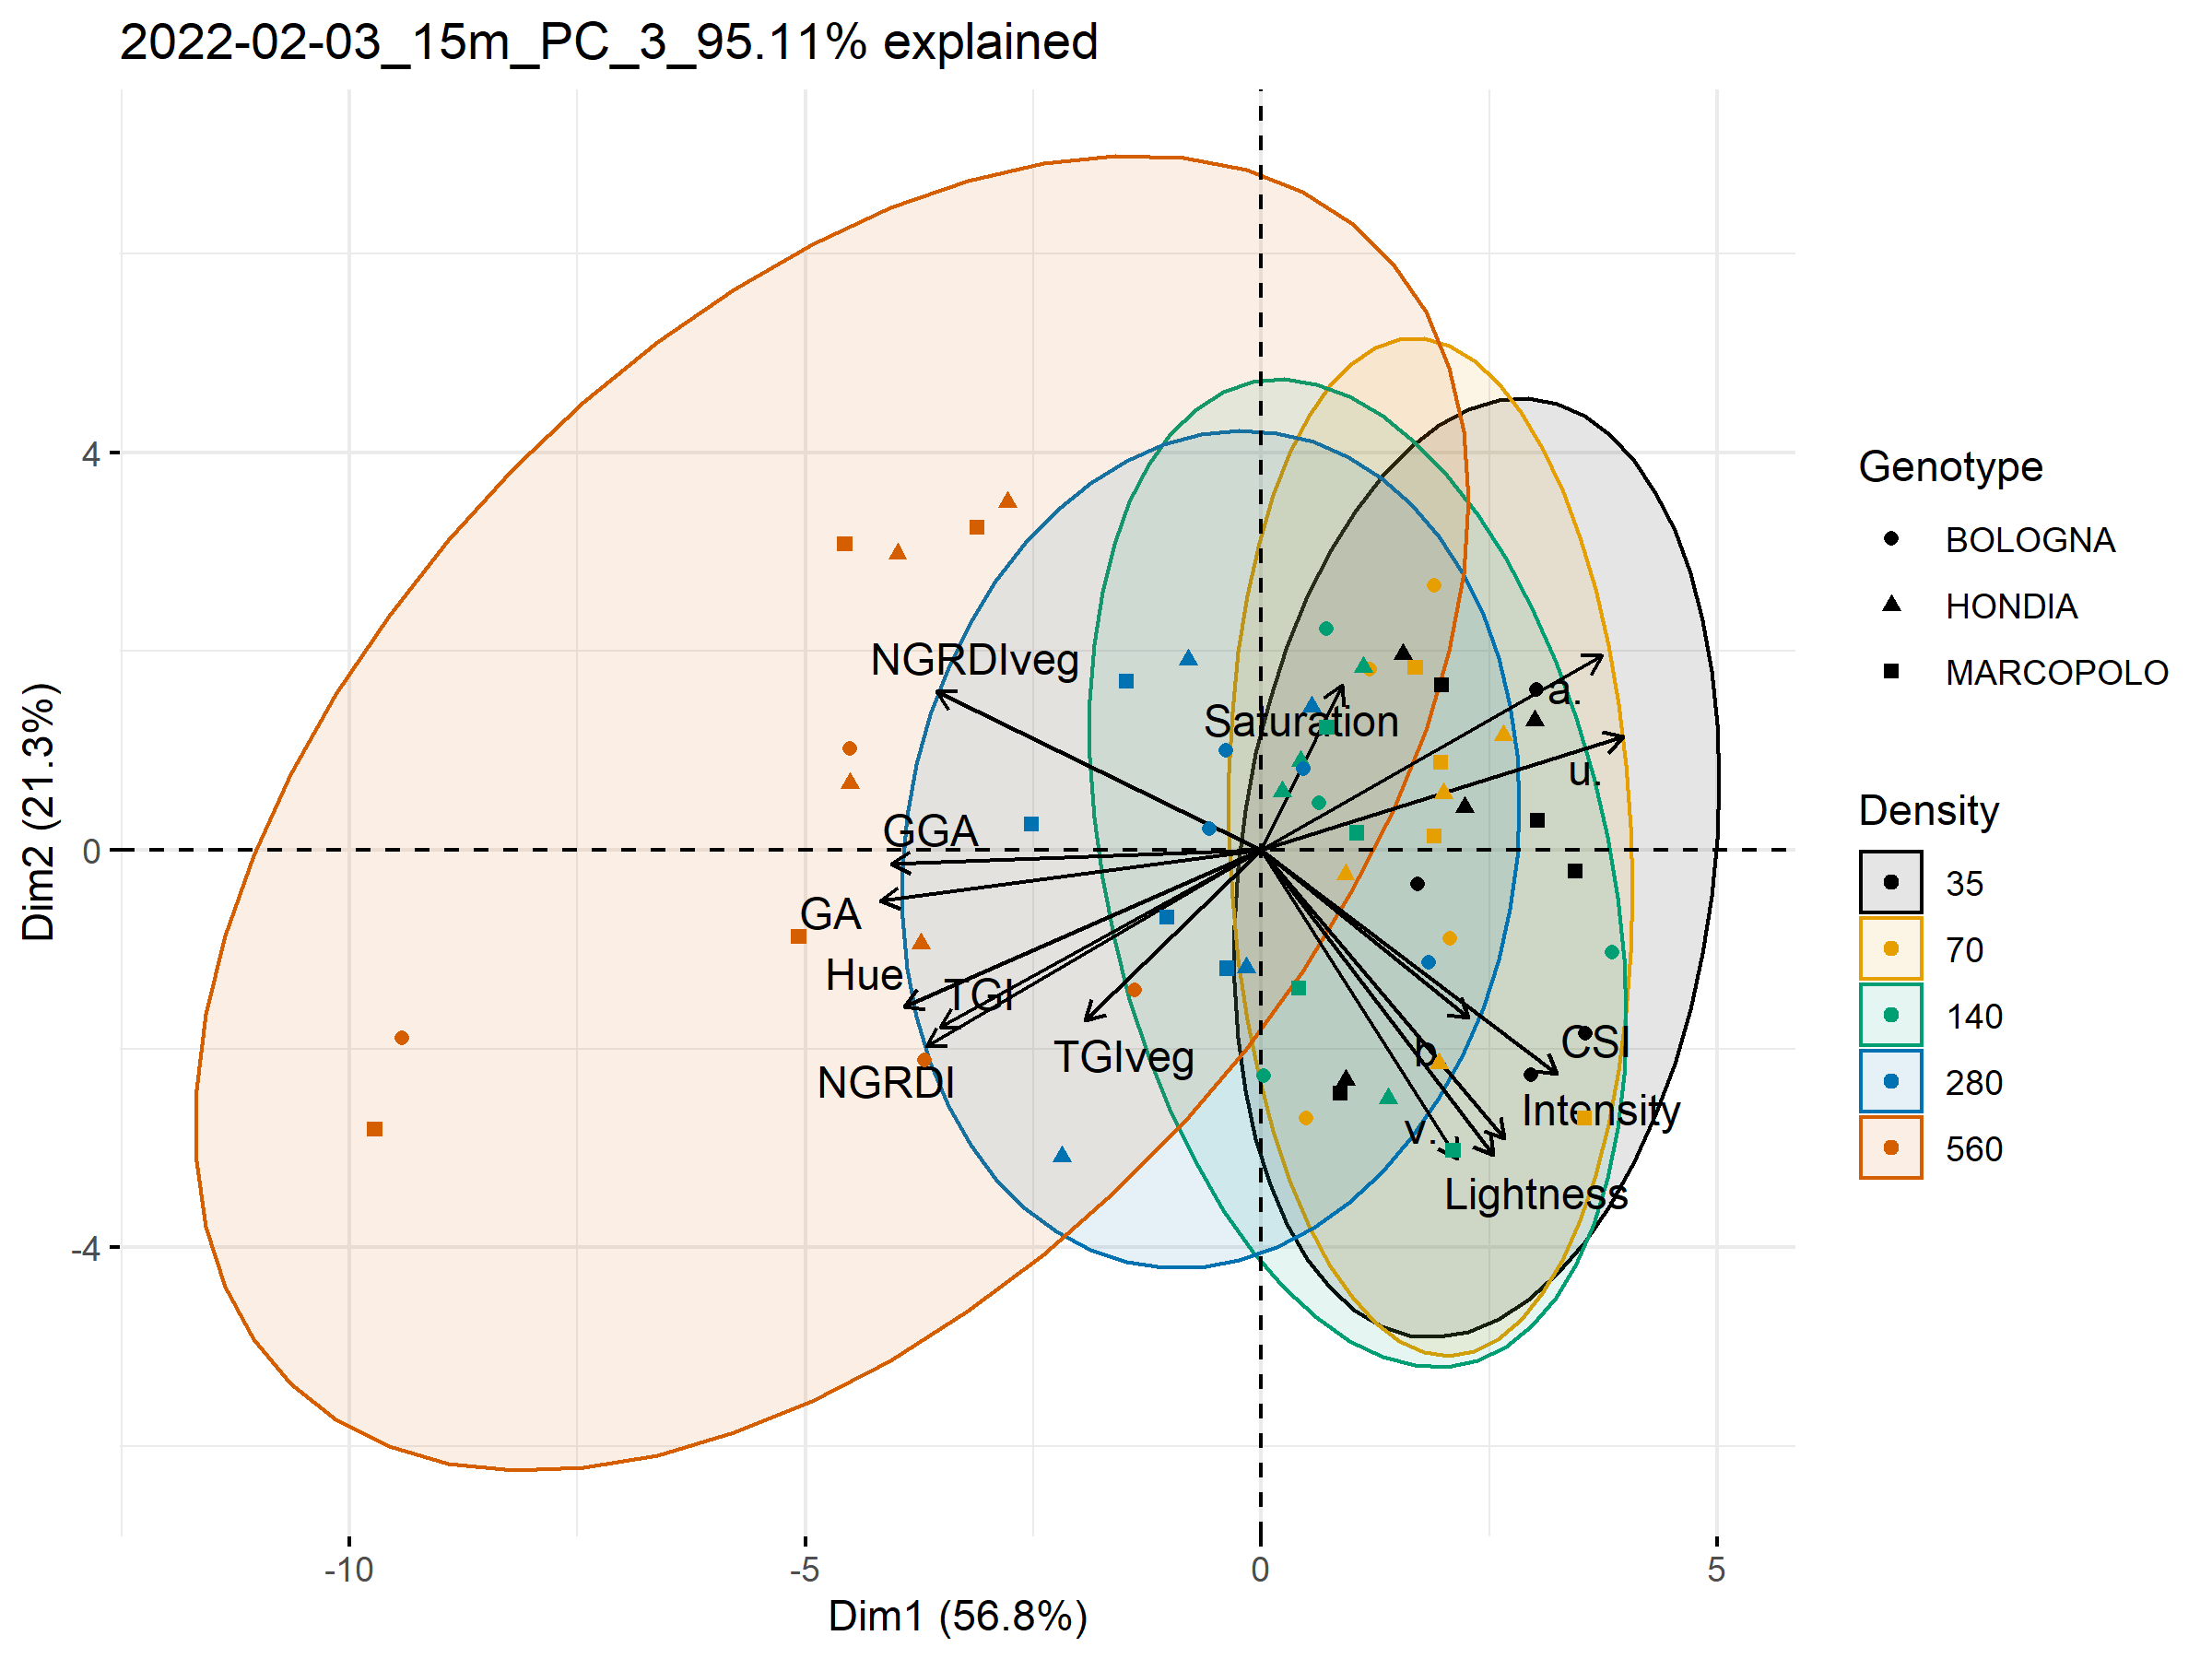 2022-02-03_15m_PC_3_95.11% explained
Dim2 (21.3%)
4
0
-4
NGRDIveg
Saturation
a.
u.
GGA
GA
Hue
TGI
NGRDI
TGIveg
CSI
b.
Intensity
v.
Lightness
-10
-5
0
5
Dim1 (56.8%)
Genotype
BOLOGNA
HONDIA
MARCOPOLO
Density
35
70
140
280
560